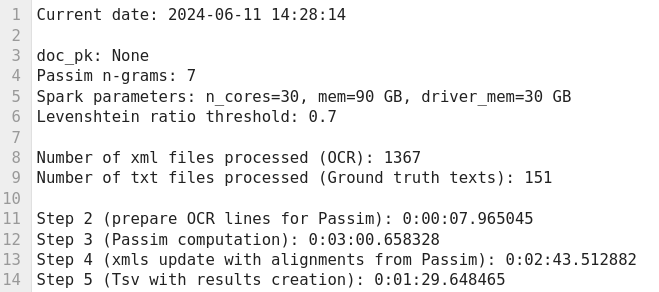 1 Current date: 2024-06-11 14:28:14
2
3 doc_pk: None
4 Passim n-grams: 7
5 Spark parameters: n_cores=30, mem=90 GB, driver_mem=30 GB
6 Levenshtein ratio threshold: 0.7
7
8 Number of xml files processed (OCR): 1367
9 Number of txt files processed (Ground truth texts): 151
10
11 Step 2 (prepare OCR lines for Passim): 0:00:07.965045
12 Step 3 (Passim computation): 0:03:00.658328
13 Step 4 (xmls update with alignments from Passim): 0:02:43.512882
14 Step 5 (Tsv with results creation): 0:01:29.648465